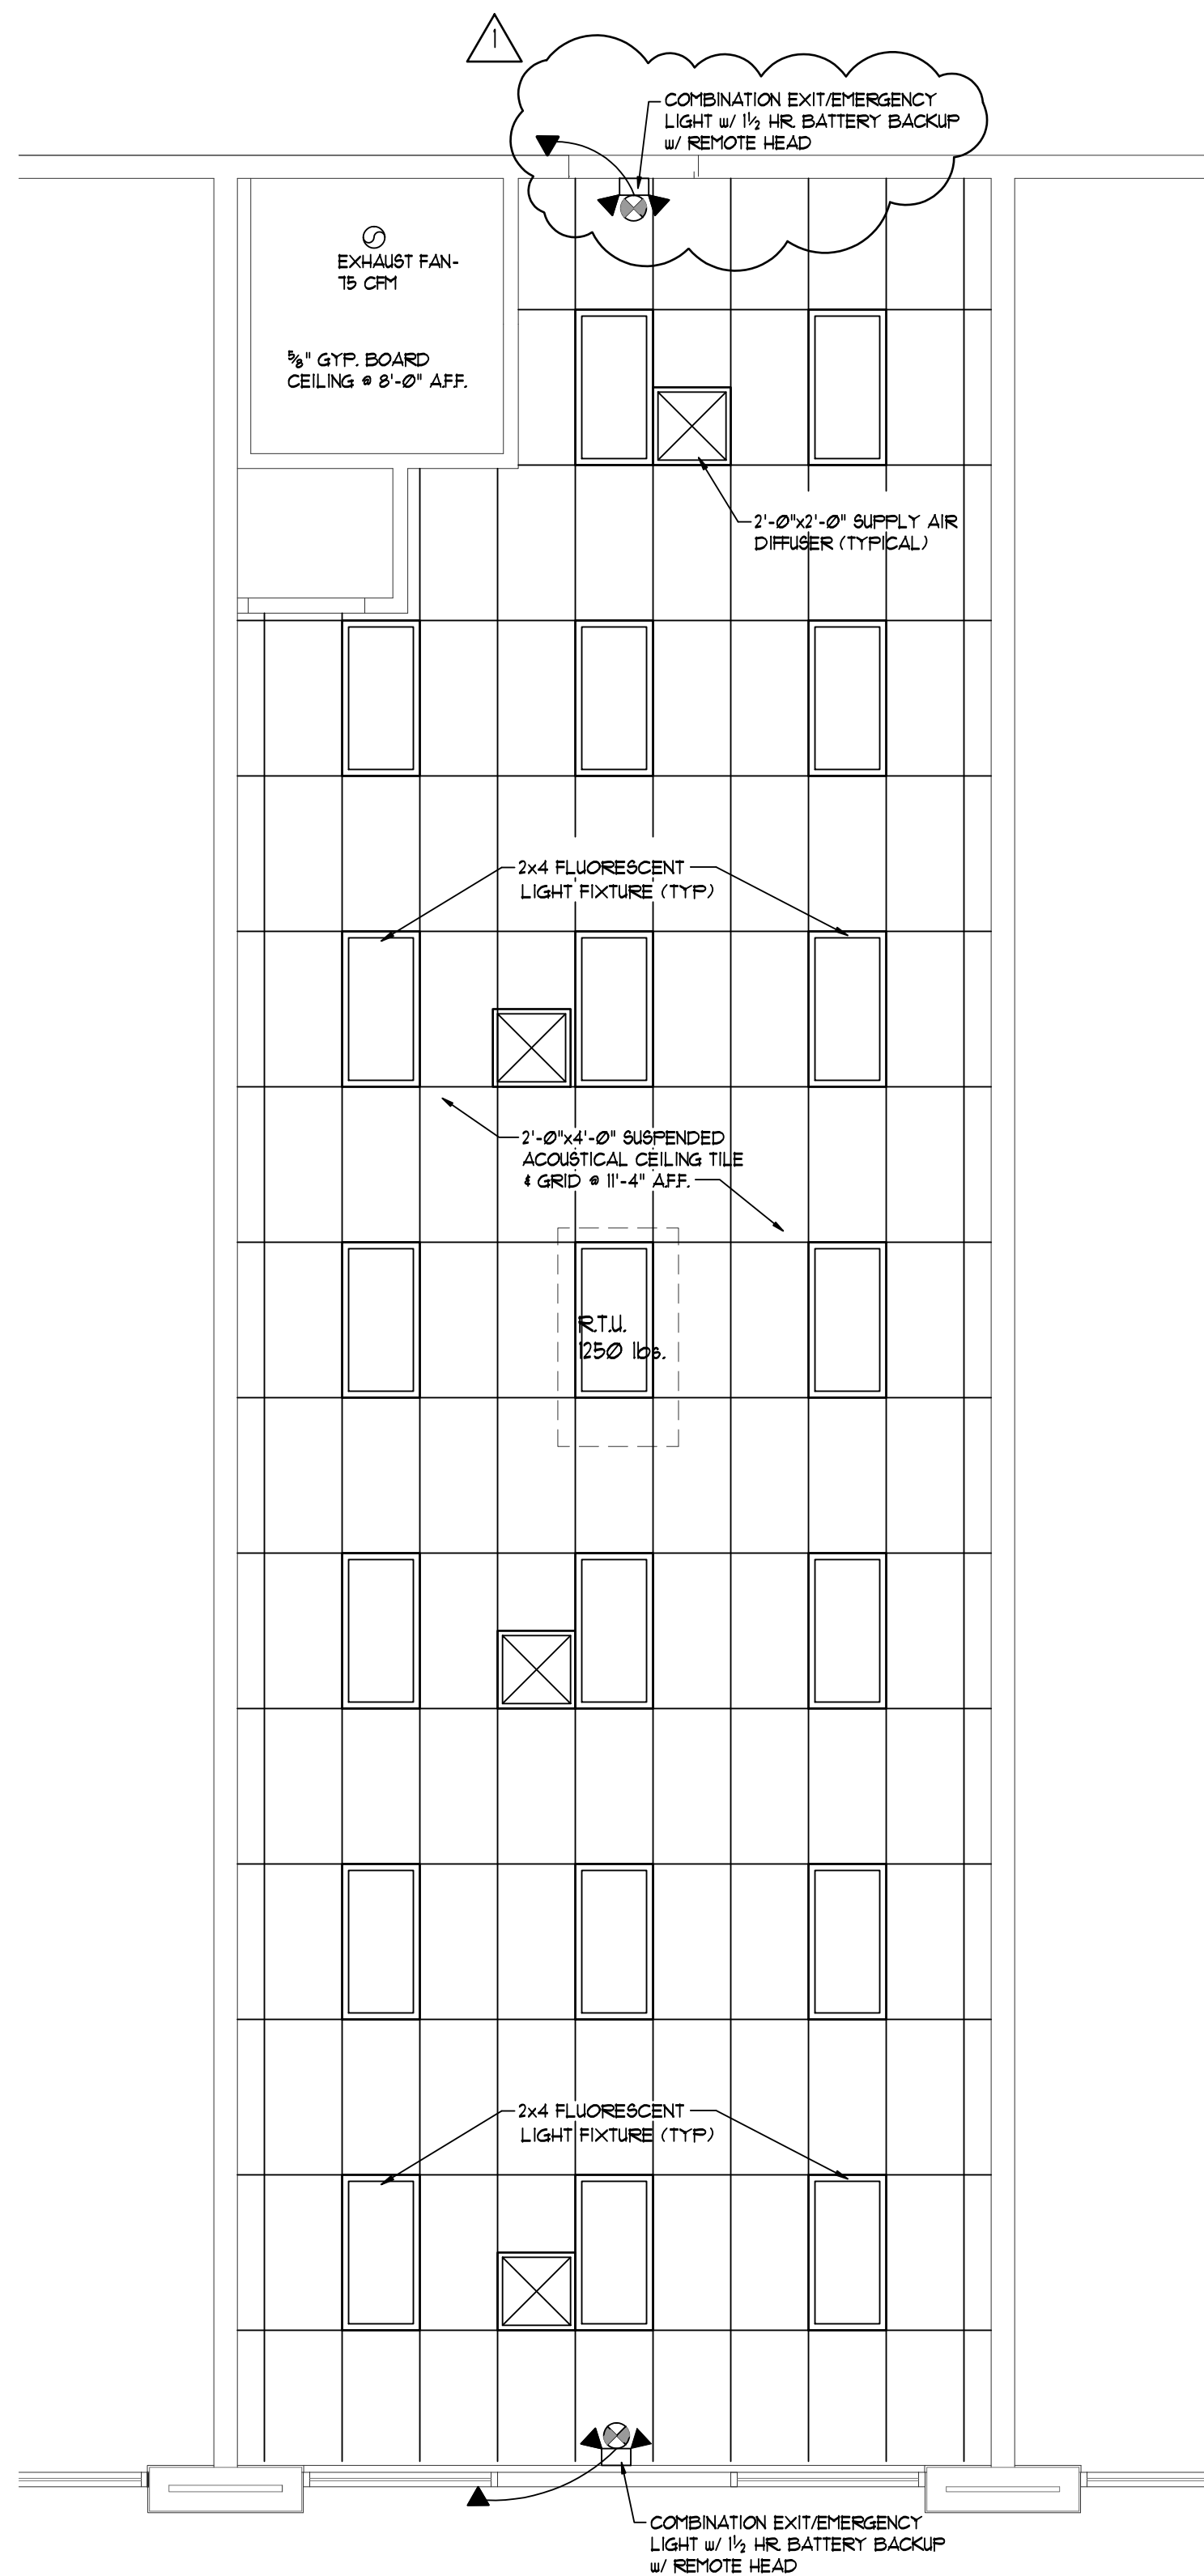 1
COMBINATION EXIT/EMERGENCY
LIGHT w/ 1½ HR. BATTERY BACKUP
w/ REMOTE HEAD
EXHAUST FAN-
75 CFM
⅝" GYP. BOARD
CEILING @ 8'-0" A.F.F.
2'-0"x2'-0" SUPPLY AIR
DIFFUSER (TYPICAL)
2x4 FLUORESCENT
LIGHT FIXTURE (TYP)
2'-0"x4'-0" SUSPENDED
ACOUSTICAL CEILING TILE
& GRID @ 11'-4" A.F.F.
R.T.U.
1250 lbs.
2x4 FLUORESCENT
LIGHT FIXTURE (TYP)
COMBINATION EXIT/EMERGENCY
LIGHT w/ 1½ HR. BATTERY BACKUP
w/ REMOTE HEAD